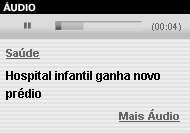 ÁUDIO
(00:04)
Saúde
Hospital infantil ganha novo
prédio
Mais Áudio